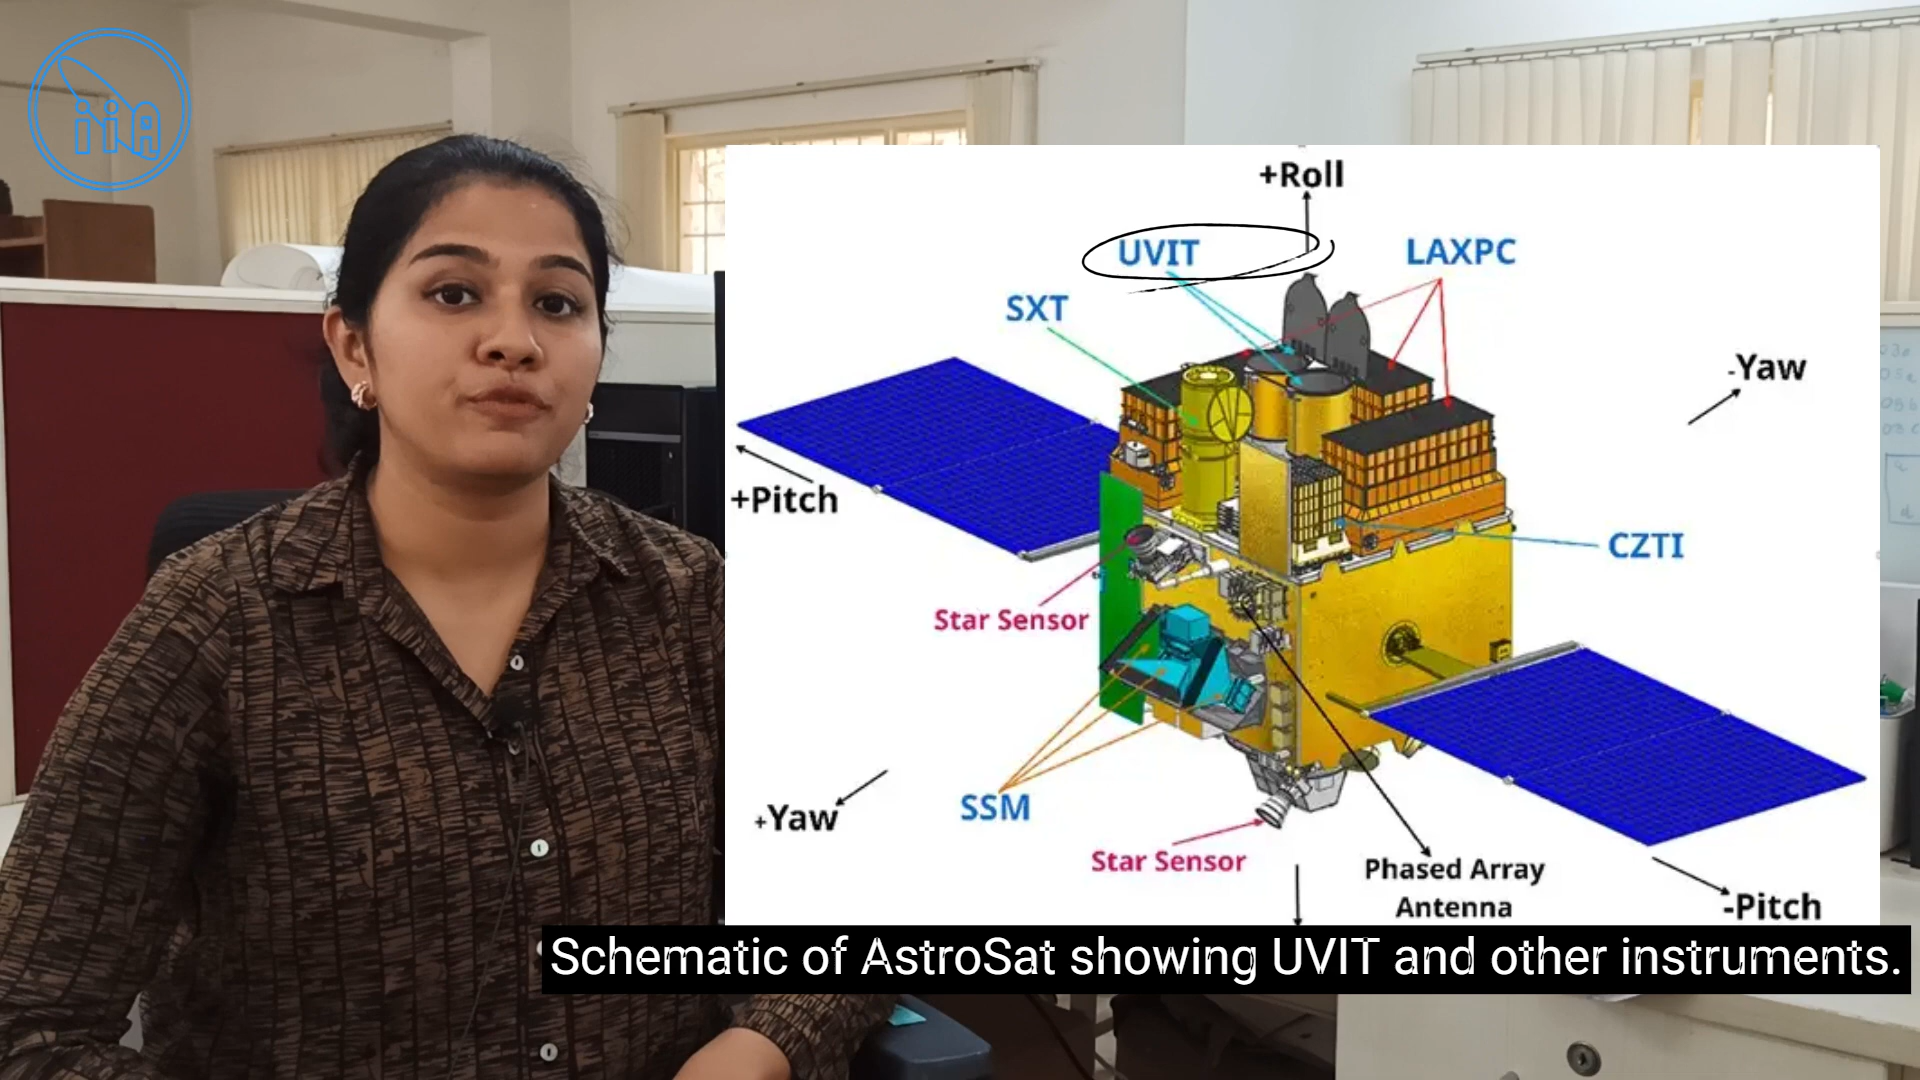 iiA
+Roll
UVIT
LAXPC
SXT
-Yaw
+Pitch
CZTI
Star Sensor
SSM
+Yaw
Star Sensor
Phased Array
Antenna
-Pitch
Schematic of AstroSat showing UVIT and other instruments.